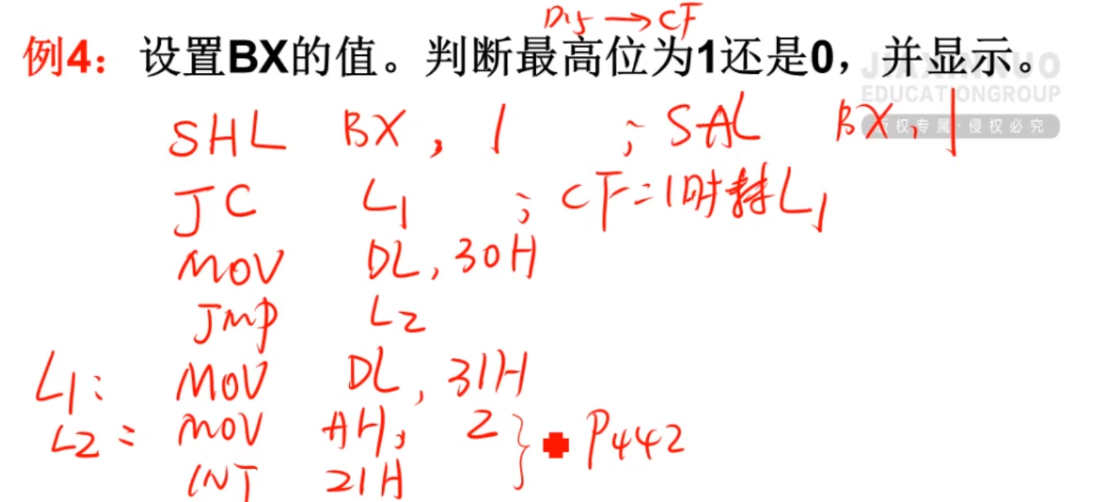 D15 → CF
例4：设置BX的值。判断最高位为1还是0，并显示。
EDUCATIONGROUP
版权专属·侵权必究
SHL BX, 1 ; SAL BX, 1
JC L1 ; CF=1时转L1
MOV DL, 30H
JMP L2
L1: MOV DL, 31H
L2: MOV AH, 2 } P442
INT 21H